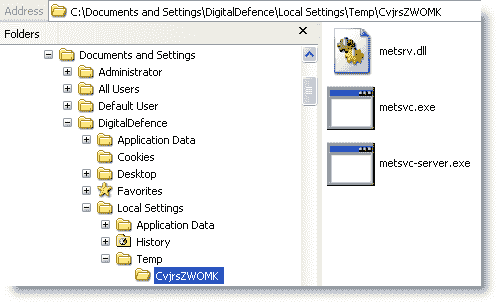 Address C:\Documents and Settings\DigitalDefence\Local Settings\Temp\CvjrsZWOMK
Folders
Documents and Settings
Administrator
All Users
Default User
DigitalDefence
Application Data
Cookies
Desktop
Favorites
Local Settings
Application Data
History
Temp
CvjrsZWOMK
metsrv.dll
metsvc.exe
metsvc-server.exe